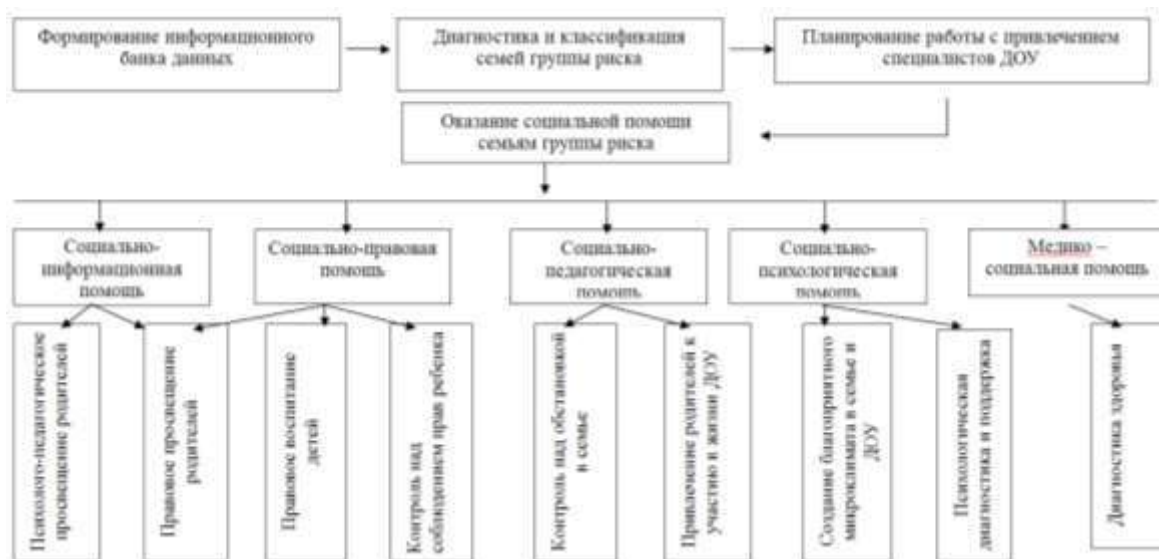 Формирование информационного
банка данных
Диагностика и классификация
семей группы риска
Планирование работы с привлечением
специалистов ДОУ
Оказание социальной помощи
семьям группы риска
Социально-
информационная
помощь
Социально-правовая
помощь
Социально-
педагогическая
помощь
Социально-
психологическая
помощь
Медико –
социальная помощь
Психолого-педагогическое
просвещение родителей
Правовое просвещение
родителей
Правовое воспитание
детей
Контроль над
соблюдением прав ребенка
Контроль над обстановкой
в семье
Привлечение родителей к
участию в жизни ДОУ
Создание благоприятного
микроклимата в семье и
ДОУ
Психологическая
диагностика и поддержка
Диагностика здоровья